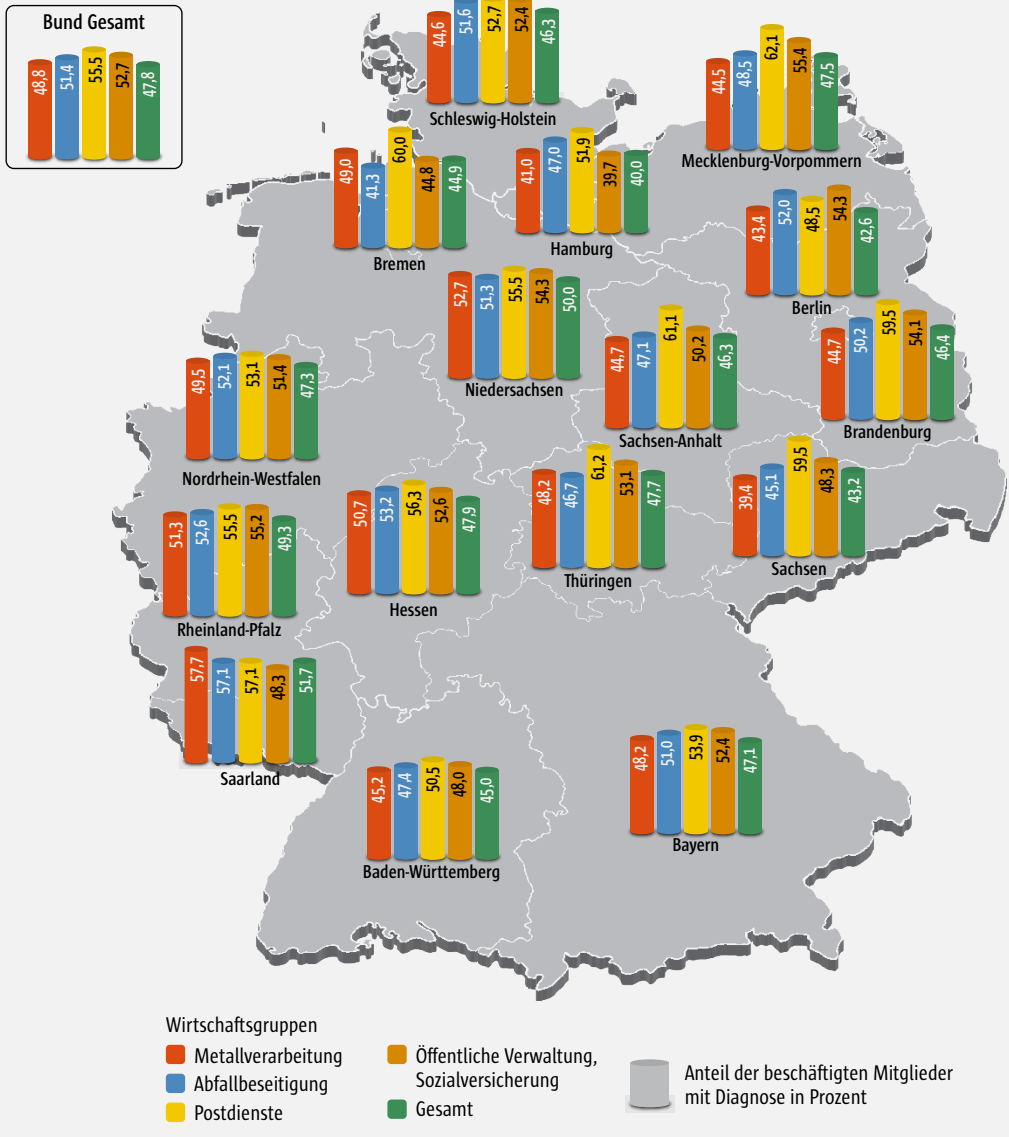 Bund Gesamt
48,8 51,4 55,5 52,7 47,8
44,6 51,6 52,7 52,4 46,3
Schleswig-Holstein
44,5 48,5 62,1 55,4 47,5
Mecklenburg-Vorpommern
49,0 41,3 60,0 44,8 44,9
Bremen
41,0 47,0 51,9 39,7 40,0
Hamburg
43,4 52,0 48,5 54,3 42,6
Berlin
52,7 51,3 55,5 54,3 50,0
Niedersachsen
44,7 47,1 61,1 50,2 46,3
Sachsen-Anhalt
44,7 50,2 59,5 54,1 46,4
Brandenburg
49,5 52,1 53,1 51,4 47,3
Nordrhein-Westfalen
50,7 53,2 56,3 52,6 47,9
Hessen
48,2 46,7 61,2 53,1 47,7
Thüringen
39,4 45,1 59,5 48,3 43,2
Sachsen
51,3 52,6 55,5 55,2 49,3
Rheinland-Pfalz
57,7 57,1 57,1 48,3 51,7
Saarland
45,2 47,4 50,5 48,0 45,0
Baden-Württemberg
48,2 51,0 53,9 52,4 47,1
Bayern
Wirtschaftsgruppen
Metallverarbeitung
Abfallbeseitigung
Postdienste
Öffentliche Verwaltung,
Sozialversicherung
Gesamt
Anteil der beschäftigten Mitglieder
mit Diagnose in Prozent